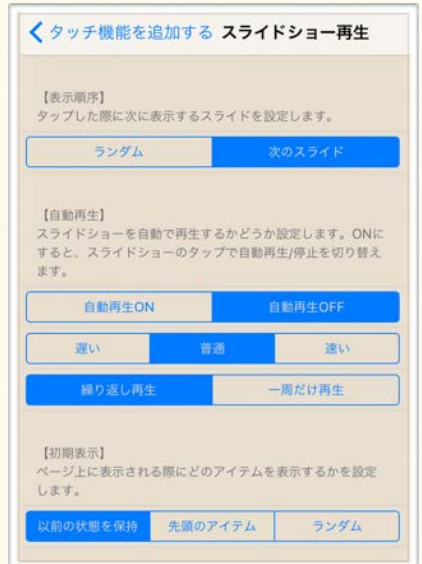 タッチ機能を追加する スライドショー再生
【表示順序】
タップした際に次に表示するスライドを設定します。
ランダム 次のスライド
【自動再生】
スライドショーを自動で再生するかどうか設定します。ONに
すると、スライドショーのタップで自動再生/停止を切り替え
ます。
自動再生ON 自動再生OFF
遅い 普通 速い
繰り返し再生 一周だけ再生
【初期表示】
ページ上に表示される際にどのアイテムを表示するかを設定
します。
以前の状態を保持 先頭のアイテム ランダム